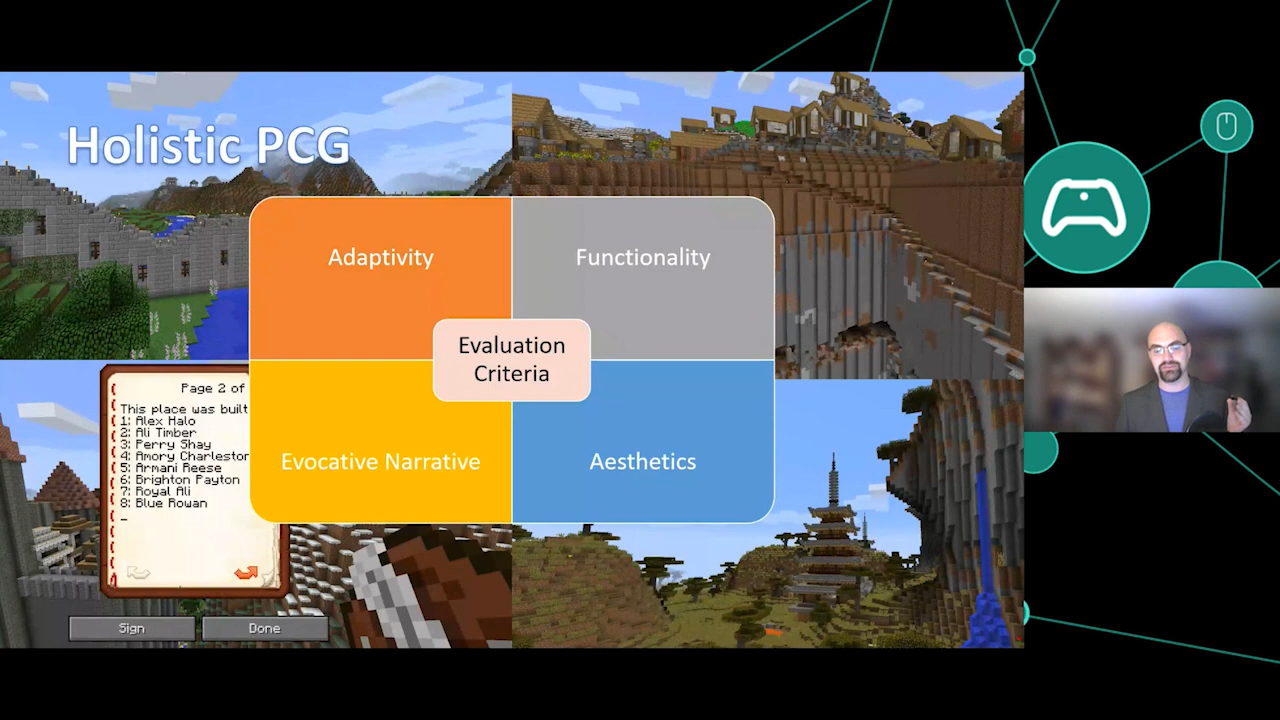 Holistic PCG
Adaptivity
Functionality
Evaluation
Criteria
Evocative Narrative
Aesthetics
Page 2 of
This place was built
1: Alex Halo
2: Ali Timber
3: Perry Shay
4: Amory Charleston
5: Armani Reese
6: Brighton Payton
7: Royal Ali
8: Blue Rowan
_
Sign
Done